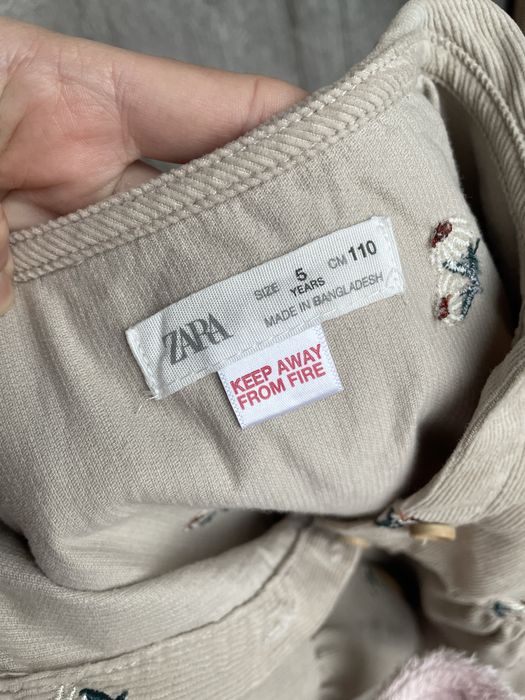 ZARA
SIZE 5 YEARS CM 110
MADE IN BANGLADESH
KEEP AWAY
FROM FIRE